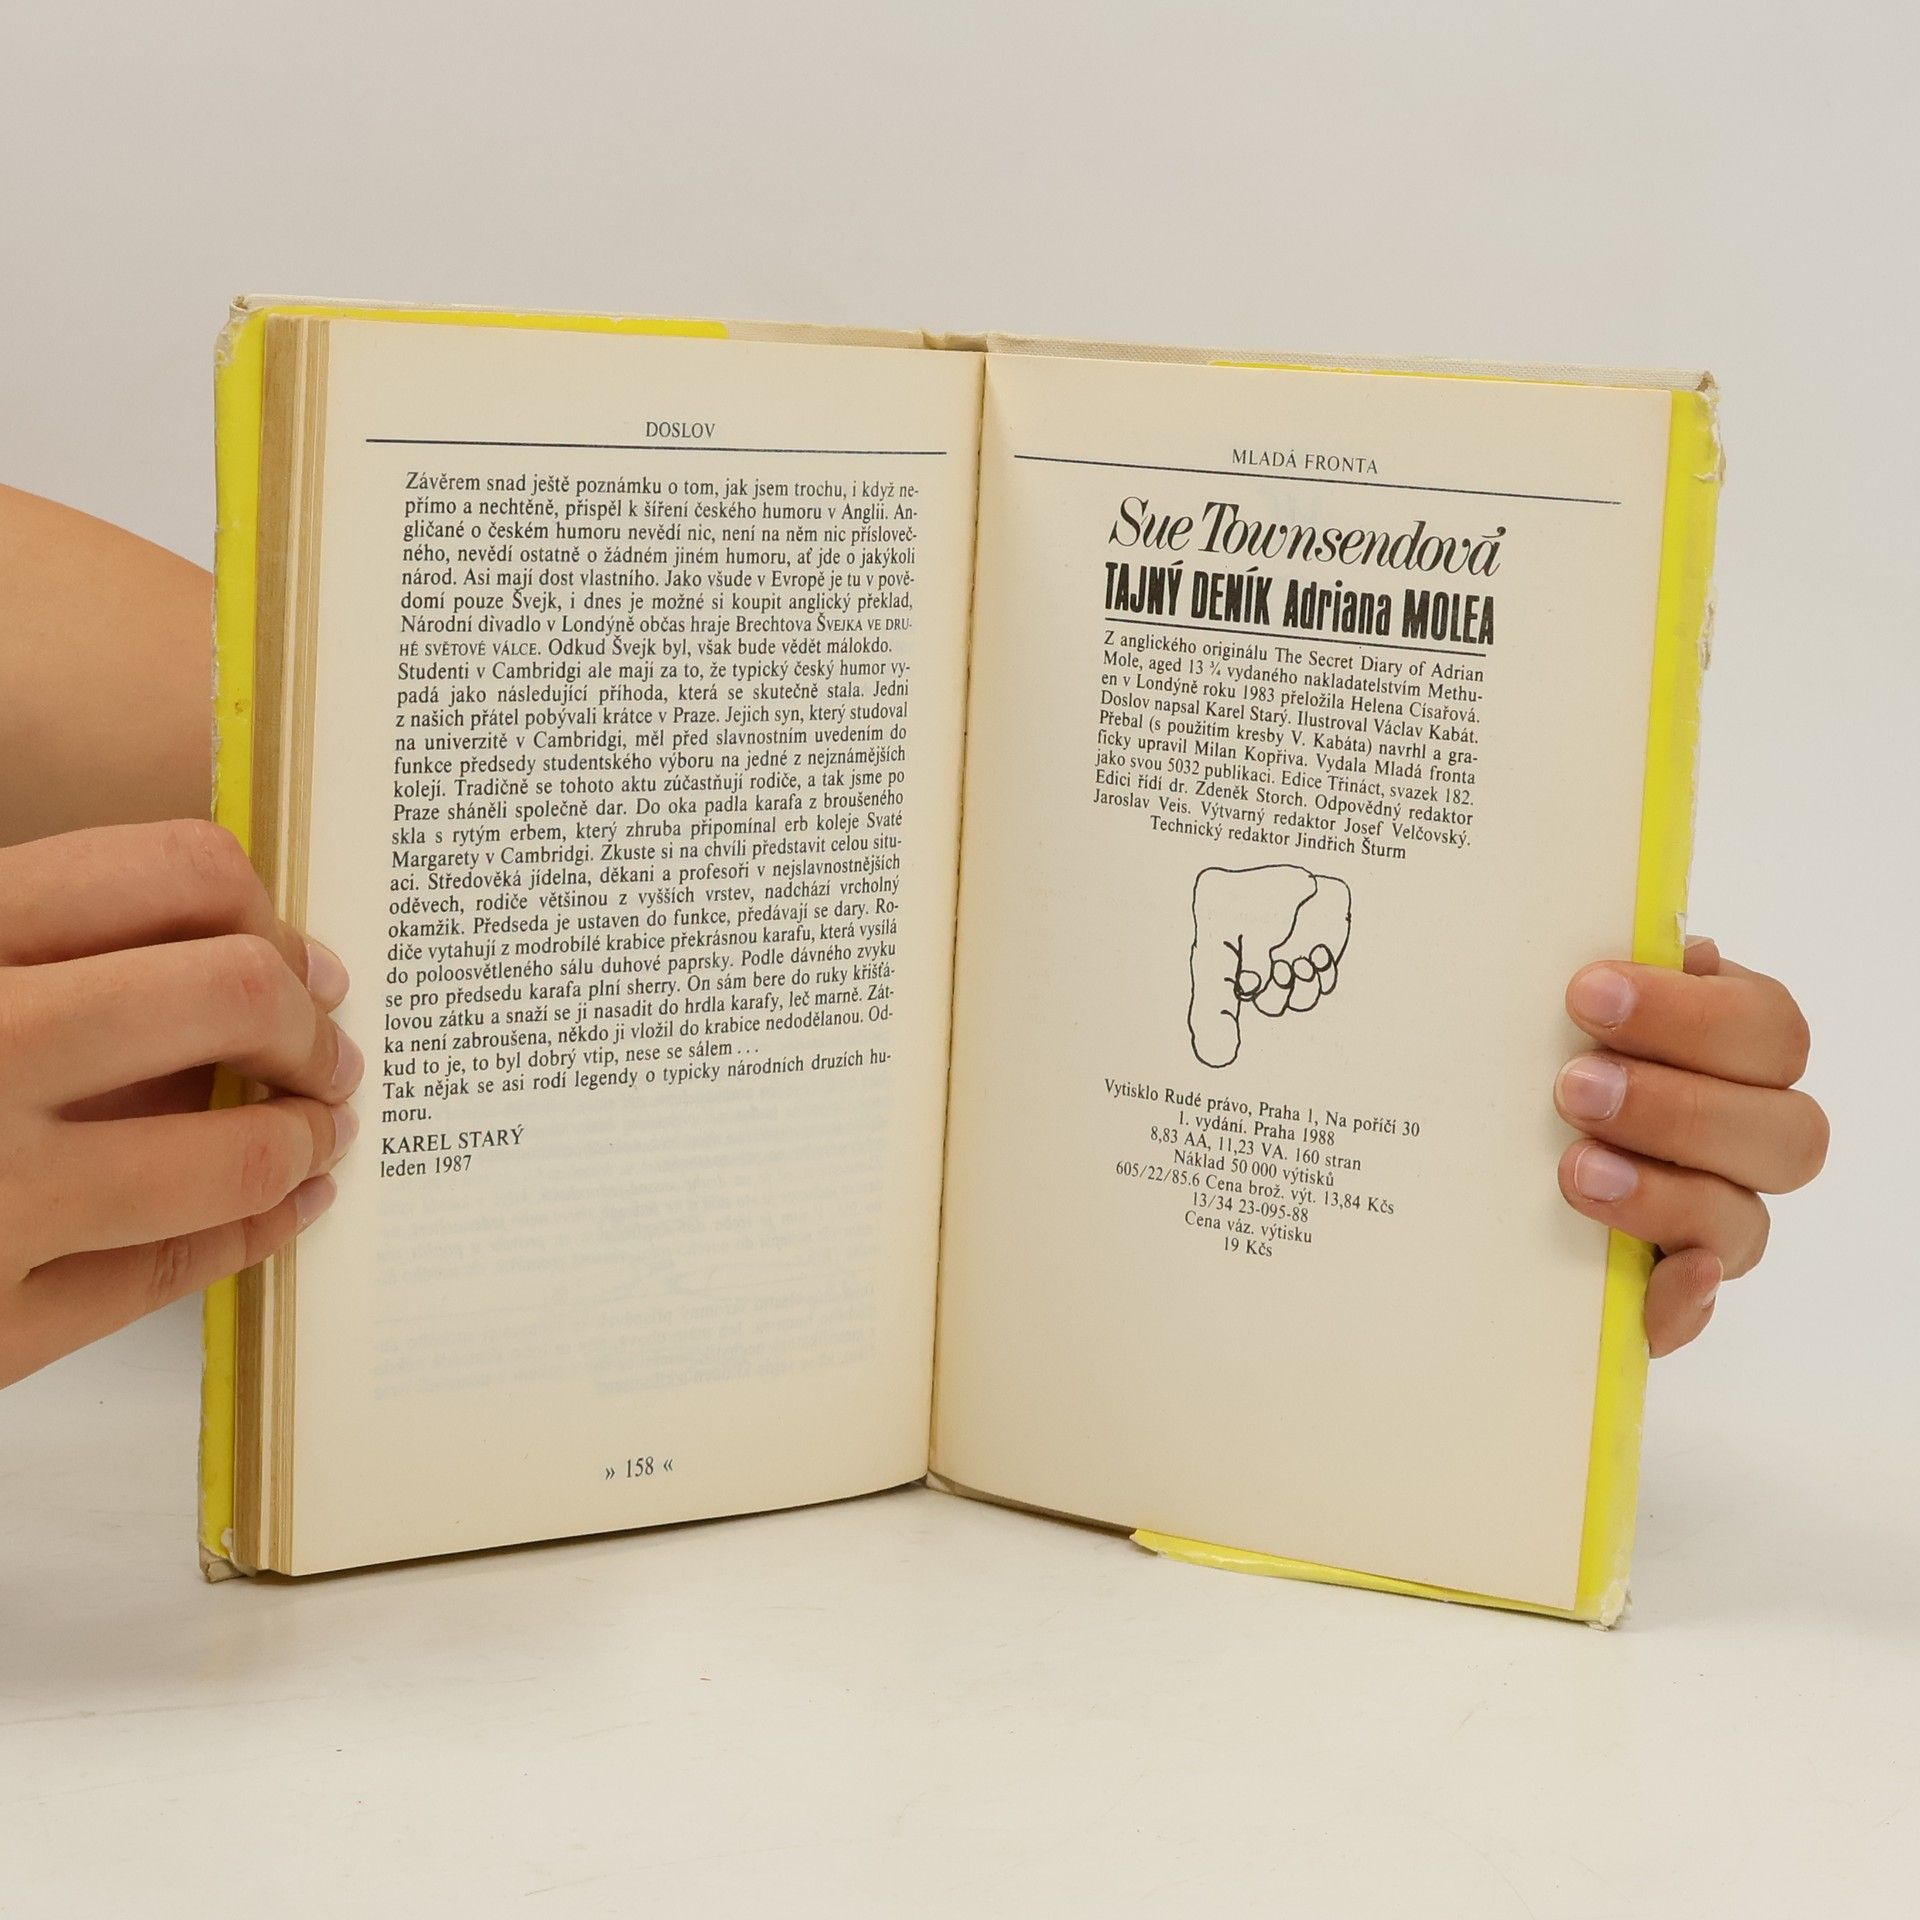 DOSLOV
Závěrem snad ještě poznámku o tom, jak jsem trochu, i když ne-
přímo a nechtěně, přispěl k šíření českého humoru v Anglii. An-
gličané o českém humoru nevědí nic, není na něm nic přísloveč-
ného, nevědí ostatně o žádném jiném humoru, ať jde o jakýkoli
národ. Asi mají dost vlastního. Jako všude v Evropě je tu v pově-
domí pouze Švejk, i dnes je možné si koupit anglický překlad,
Národní divadlo v Londýně občas hraje Brechtova ŠVEJKA VE DRU-
HÉ SVĚTOVÉ VÁLCE. Odkud Švejk byl, však bude vědět málokdo.
Studenti v Cambridgi ale mají za to, že typický český humor vy-
padá jako následující příhoda, která se skutečně stala. Jedni
z našich přátel pobývali krátce v Praze. Jejich syn, který studoval
na univerzitě v Cambridgi, měl před slavnostním uvedením do
funkce předsedy studentského výboru na jedné z nejznámějších
kolejí. Tradičně se tohoto aktu zúčastňují rodiče, a tak jsme po
Praze sháněli společně dar. Do oka padla karafa z broušeného
skla s rytým erbem, který zhruba připomínal erb koleje Svaté
Margarety v Cambridgi. Zkuste si na chvíli představit celou situ-
aci. Středověká jídelna, děkani a profesoři v nejslavnostnějších
oděvech, rodiče většinou z vyšších vrstev, nadchází vrcholný
okamžik. Předseda je ustaven do funkce, předávají se dary. Ro-
diče vytahují z modrobílé krabice překrásnou karafu, která vysílá
do poloosvětleného sálu duhové paprsky. Podle dávného zvyku
se pro předsedu karafa plní sherry. On sám bere do ruky křišťá-
lovou zátku a snaží se ji nasadit do hrdla karafy, leč marně. Zát-
ka není zabroušena, někdo ji vložil do krabice nedodělanou. Od-
kud to je, to byl dobrý vtip, nese se sálem . . .
Tak nějak se asi rodí legendy o typicky národních druzích hu-
moru.
KAREL STARÝ
leden 1987
» 158 «
MLADÁ FRONTA
Sue Townsendová
TAJNÝ DENÍK Adriana MOLEA
Z anglického originálu The Secret Diary of Adrian
Mole, aged 13 ¾ vydaného nakladatelstvím Methu-
en v Londýně roku 1983 přeložila Helena Císařová.
Doslov napsal Karel Starý. Ilustroval Václav Kabát.
Přebal (s použitím kresby V. Kabáta) navrhl a gra-
ficky upravil Milan Kopřiva. Vydala Mladá fronta
jako svou 5032 publikaci. Edice Třináct, svazek 182.
Edici řídí dr. Zdeněk Storch. Odpovědný redaktor
Jaroslav Veis. Výtvarný redaktor Josef Velčovský.
Technický redaktor Jindřich Šturm
Vytisklo Rudé právo, Praha 1, Na poříčí 30
1. vydání. Praha 1988
8,83 AA, 11,23 VA. 160 stran
Náklad 50 000 výtisků
605/22/85.6 Cena brož. výt. 13,84 Kčs
13/34 23-095-88
Cena váz. výtisku
19 Kčs